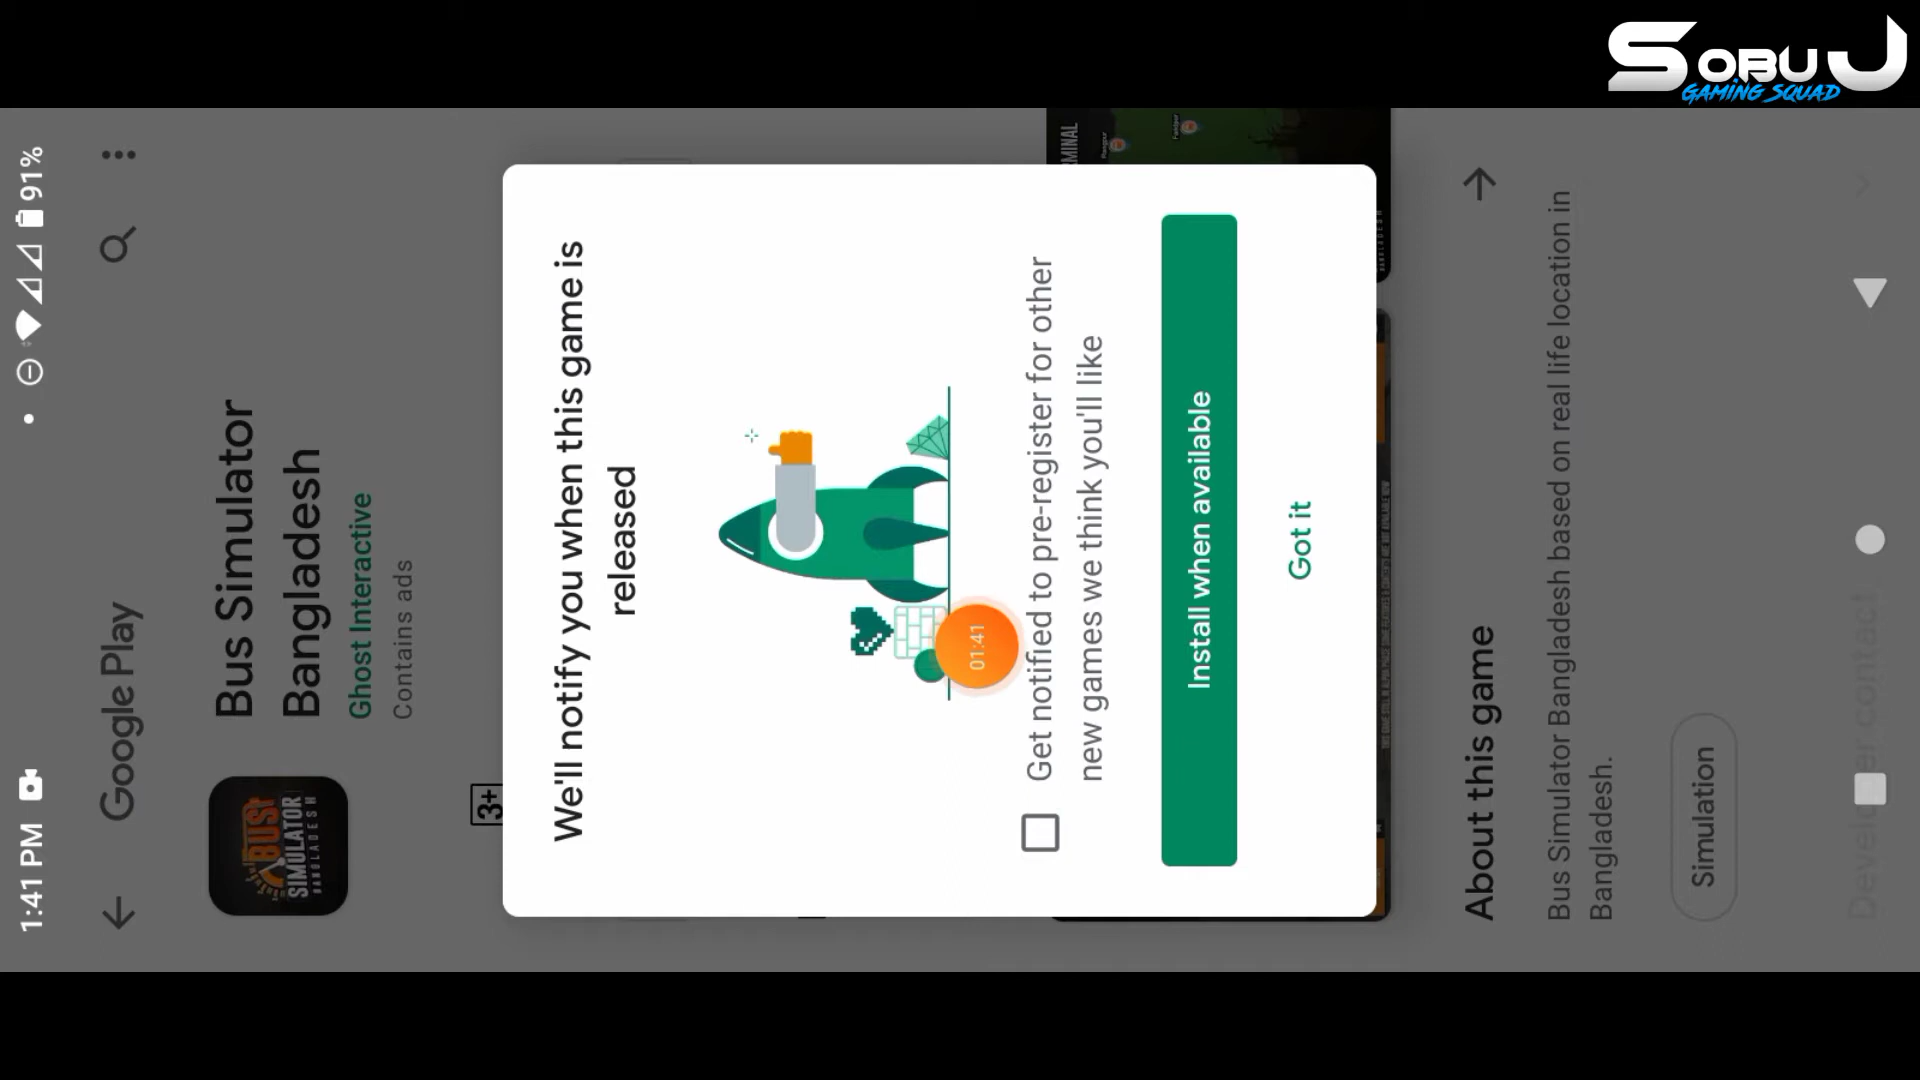 SOBUJ
GAMING SQUAD
1:41 PM
91%
Google Play
BUS
SIMULATOR
BANGLADESH
Bus Simulator
Bangladesh
Ghost Interactive
Contains ads
3+
We'll notify you when this game is
released
01:41
Get notified to pre-register for other
new games we think you'll like
Install when available
Got it
About this game
Bus Simulator Bangladesh based on real life location in
Bangladesh.
Simulation
Developer contact